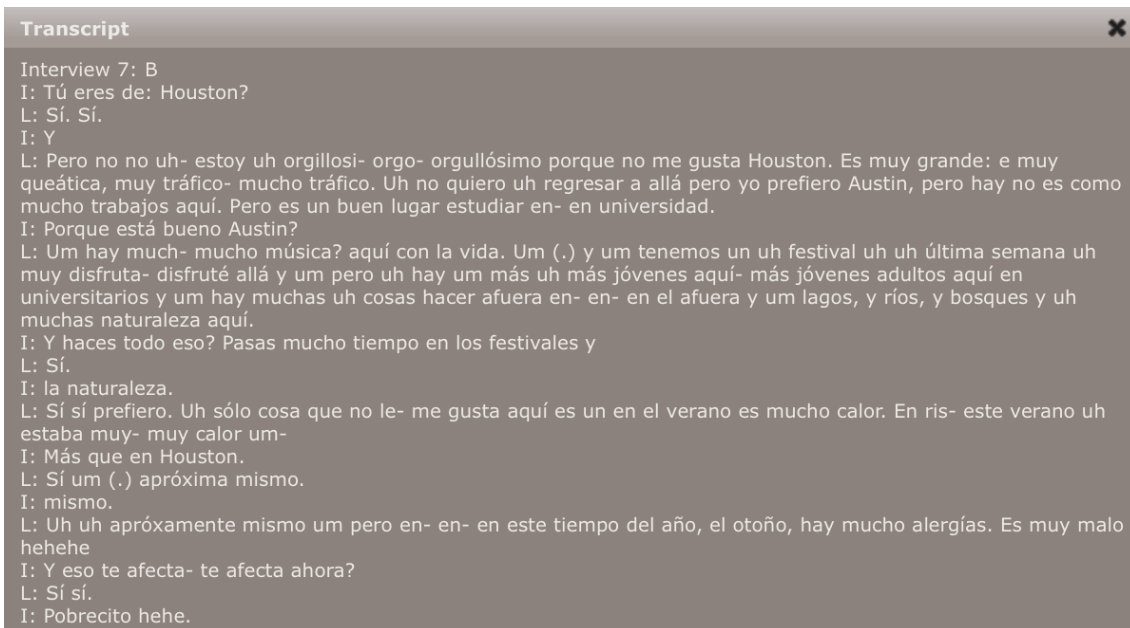 Transcript
Interview 7: B
I: Tú eres de: Houston?
L: Sí. Sí.
I: Y
L: Pero no no uh- estoy uh orgillosi- orgo- orgullósimo porque no me gusta Houston. Es muy grande: e muy
queática, muy tráfico- mucho tráfico. Uh no quiero uh regresar a allá pero yo prefiero Austin, pero hay no es como
mucho trabajos aquí. Pero es un buen lugar estudiar en- en universidad.
I: Porque está bueno Austin?
L: Um hay much- mucho música? aquí con la vida. Um (.) y um tenemos un uh festival uh uh última semana uh
muy disfruta- disfruté allá y um pero uh hay um más uh más jóvenes aquí- más jóvenes adultos aquí en
universitarios y um hay muchas uh cosas hacer afuera en- en- en el afuera y um lagos, y ríos, y bosques y uh
muchas naturaleza aquí.
I: Y haces todo eso? Pasas mucho tiempo en los festivales y
L: Sí.
I: la naturaleza.
L: Sí sí prefiero. Uh sólo cosa que no le- me gusta aquí es un en el verano es mucho calor. En ris- este verano uh
estaba muy- muy calor um-
I: Más que en Houston.
L: Sí um (.) apróxima mismo.
I: mismo.
L: Uh uh apróxamente mismo um pero en- en- en este tiempo del año, el otoño, hay mucho alergías. Es muy malo
hehehe
I: Y eso te afecta- te afecta ahora?
L: Sí sí.
I: Pobrecito hehe.